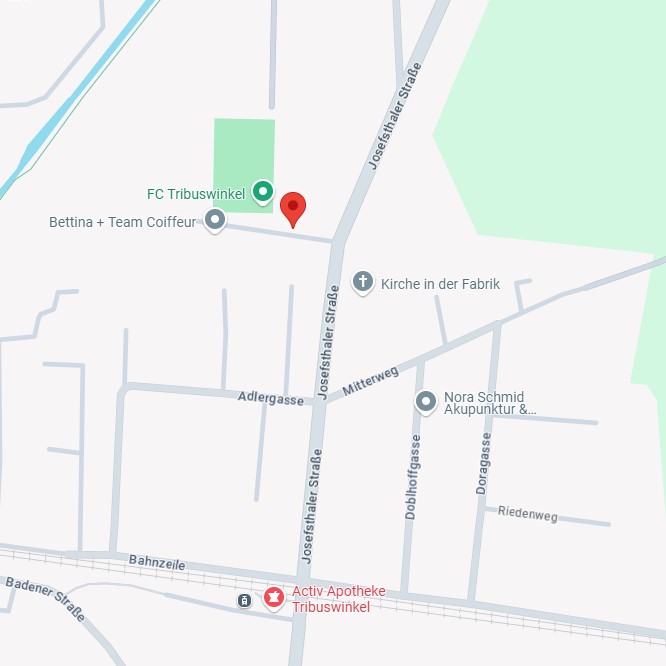 Josefsthaler Straße
FC Tribuswinkel
Bettina + Team Coiffeur
Kirche in der Fabrik
Josefsthaler Straße
Mitterweg
Adlergasse
Nora Schmid
Akupunktur &...
Doblhoffgasse
Doragasse
Josefsthaler Straße
Riedenweg
Bahnzeile
Badener Straße
Activ Apotheke
Tribuswinkel